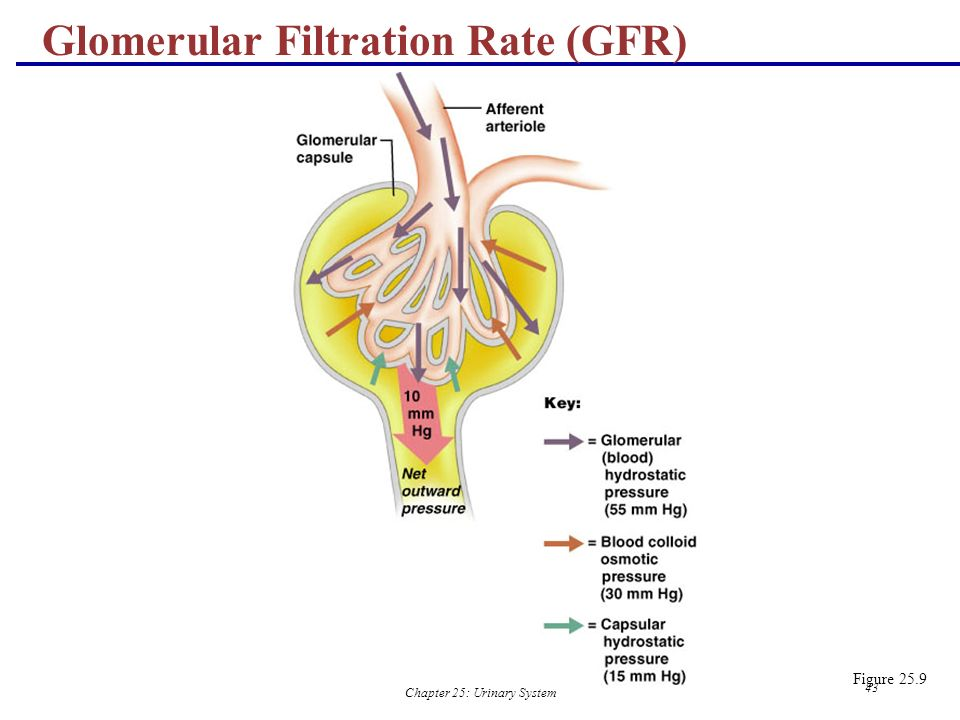 Glomerular Filtration Rate (GFR)
Afferent
arteriole
Glomerular
capsule
10
mm
Hg
Net
outward
pressure
Key:
= Glomerular
(blood)
hydrostatic
pressure
(55 mm Hg)
= Blood colloid
osmotic
pressure
(30 mm Hg)
= Capsular
hydrostatic
pressure
(15 mm Hg)
Figure 25.9
43
Chapter 25: Urinary System